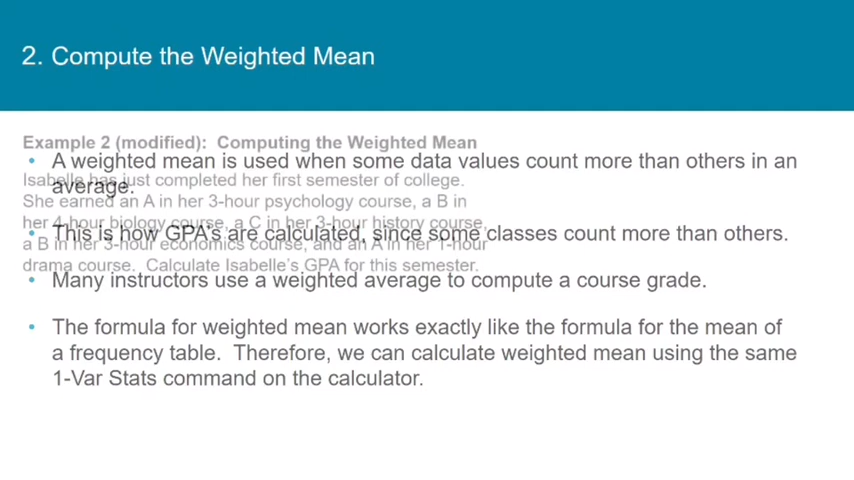 2. Compute the Weighted Mean
Example 2 (modified):  Computing the Weighted Mean
• A weighted mean is used when some data values count more than others in an
average.
Isabelle has just completed her first semester of college.
She earned an A in her 3-hour psychology course, a B in
her 4-hour biology course, a C in her 3-hour history course,
a B in her 3-hour economics course, and an A in her 1-hour
drama course.  Calculate Isabelle's GPA for this semester.
• This is how GPA's are calculated, since some classes count more than others.
• Many instructors use a weighted average to compute a course grade.
• The formula for weighted mean works exactly like the formula for the mean of
a frequency table.  Therefore, we can calculate weighted mean using the same
1-Var Stats command on the calculator.